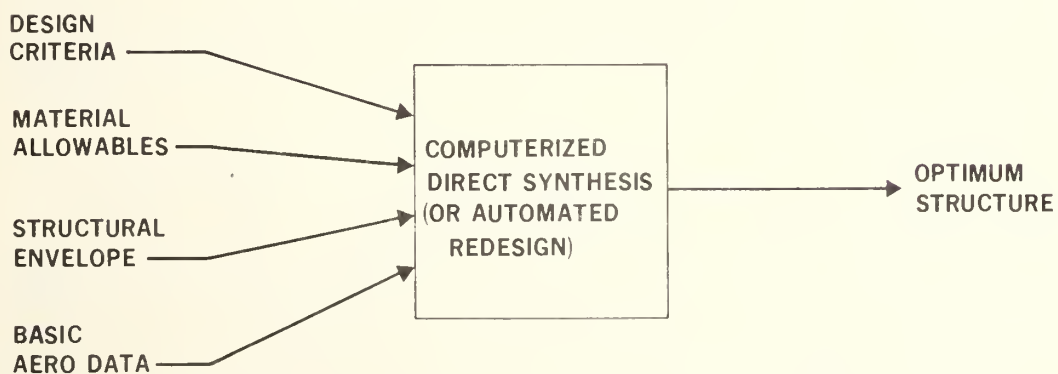 DESIGN
CRITERIA
MATERIAL
ALLOWABLES
STRUCTURAL
ENVELOPE
BASIC
AERO DATA
COMPUTERIZED
DIRECT SYNTHESIS
(OR AUTOMATED
REDESIGN)
OPTIMUM
STRUCTURE